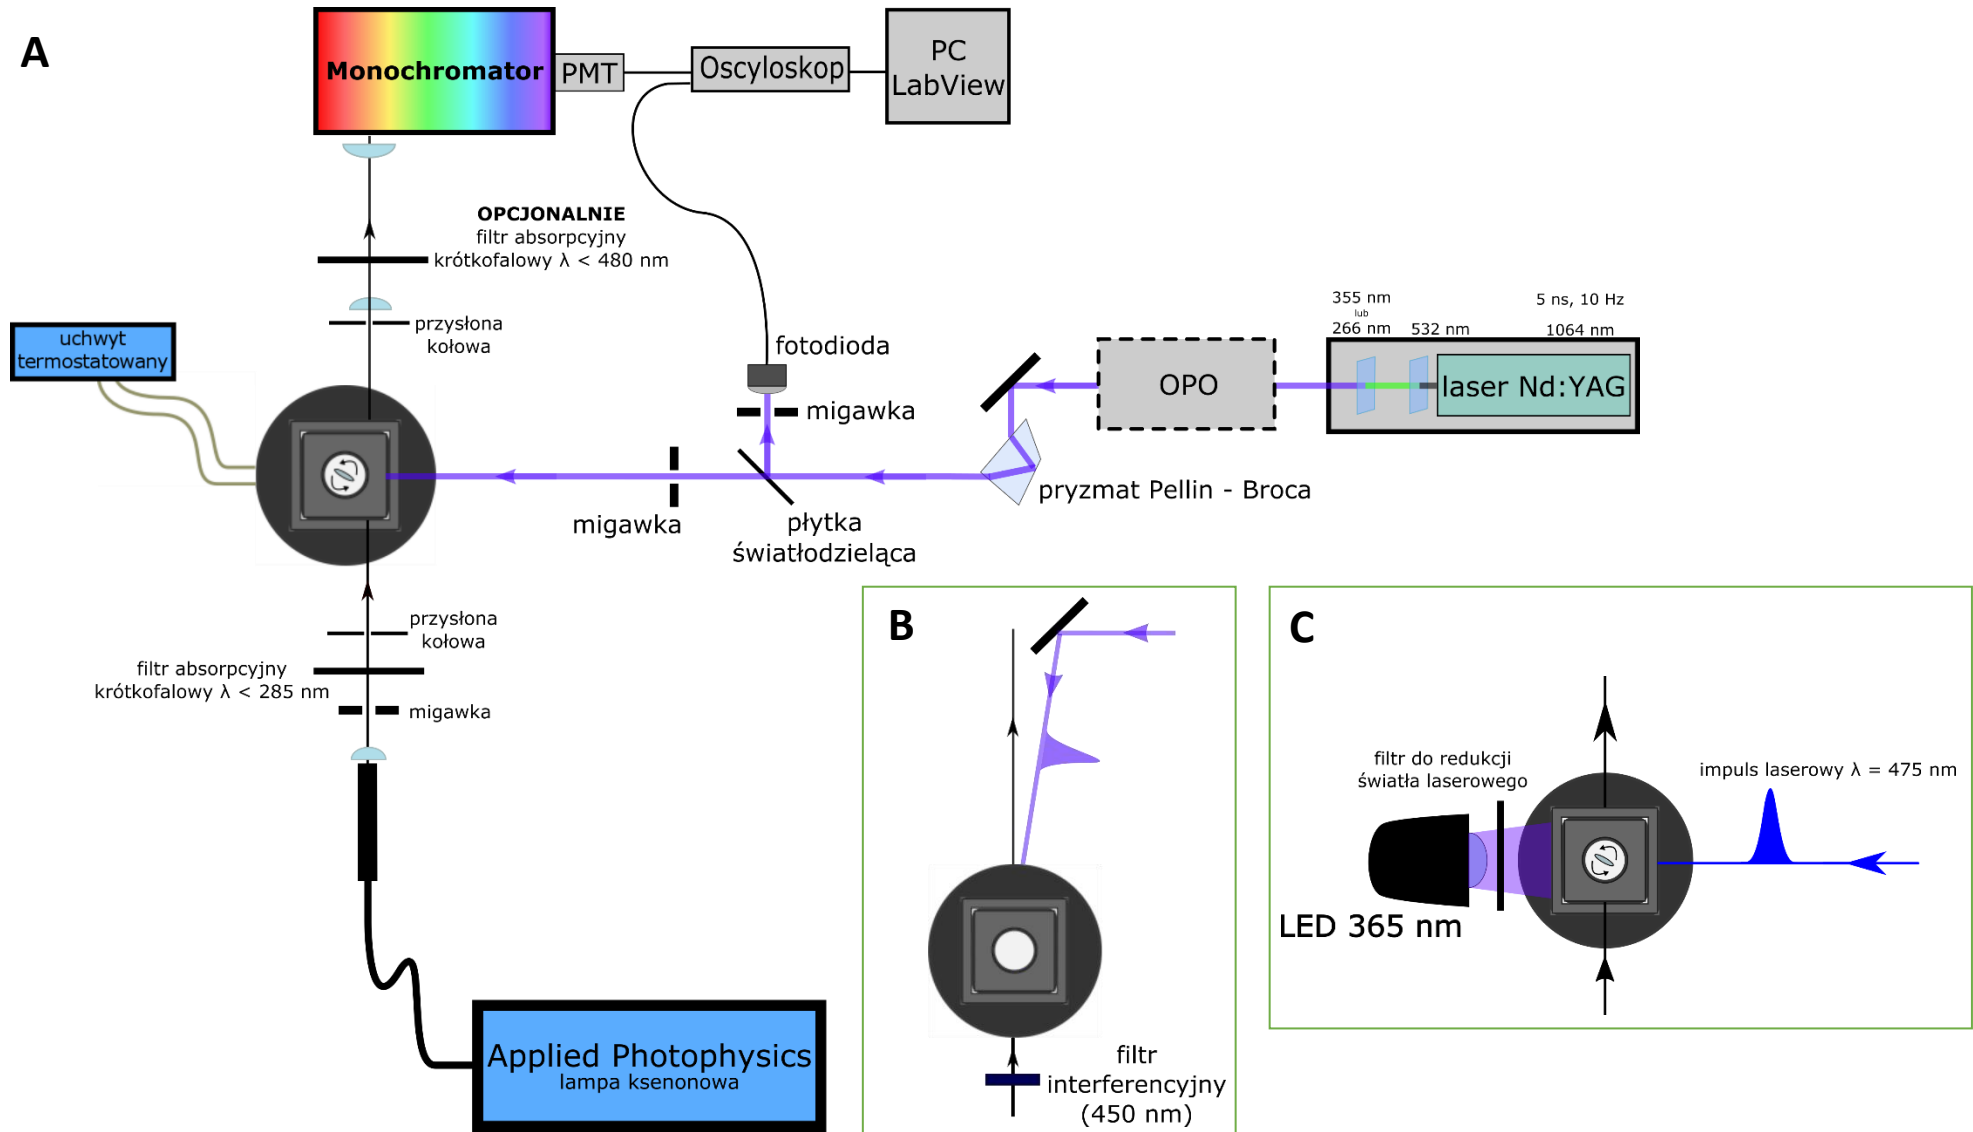 A
Monochromator
PMT
Oscyloskop
PC
LabView
OPCJONALNIE
filtr absorpcyjny
krótkofalowy λ < 480 nm
przysłona
kołowa
uchwyt
termostatowany
fotodioda
migawka
OPO
355 nm
lub
266 nm
532 nm
5 ns, 10 Hz
1064 nm
laser Nd:YAG
pryzmat Pellin - Broca
migawka
płytka
światłodzieląca
przysłona
kołowa
filtr absorpcyjny
krótkofalowy λ < 285 nm
migawka
Applied Photophysics
lampa ksenonowa
B
filtr
interferencyjny
(450 nm)
C
filtr do redukcji
światła laserowego
impuls laserowy λ = 475 nm
LED 365 nm